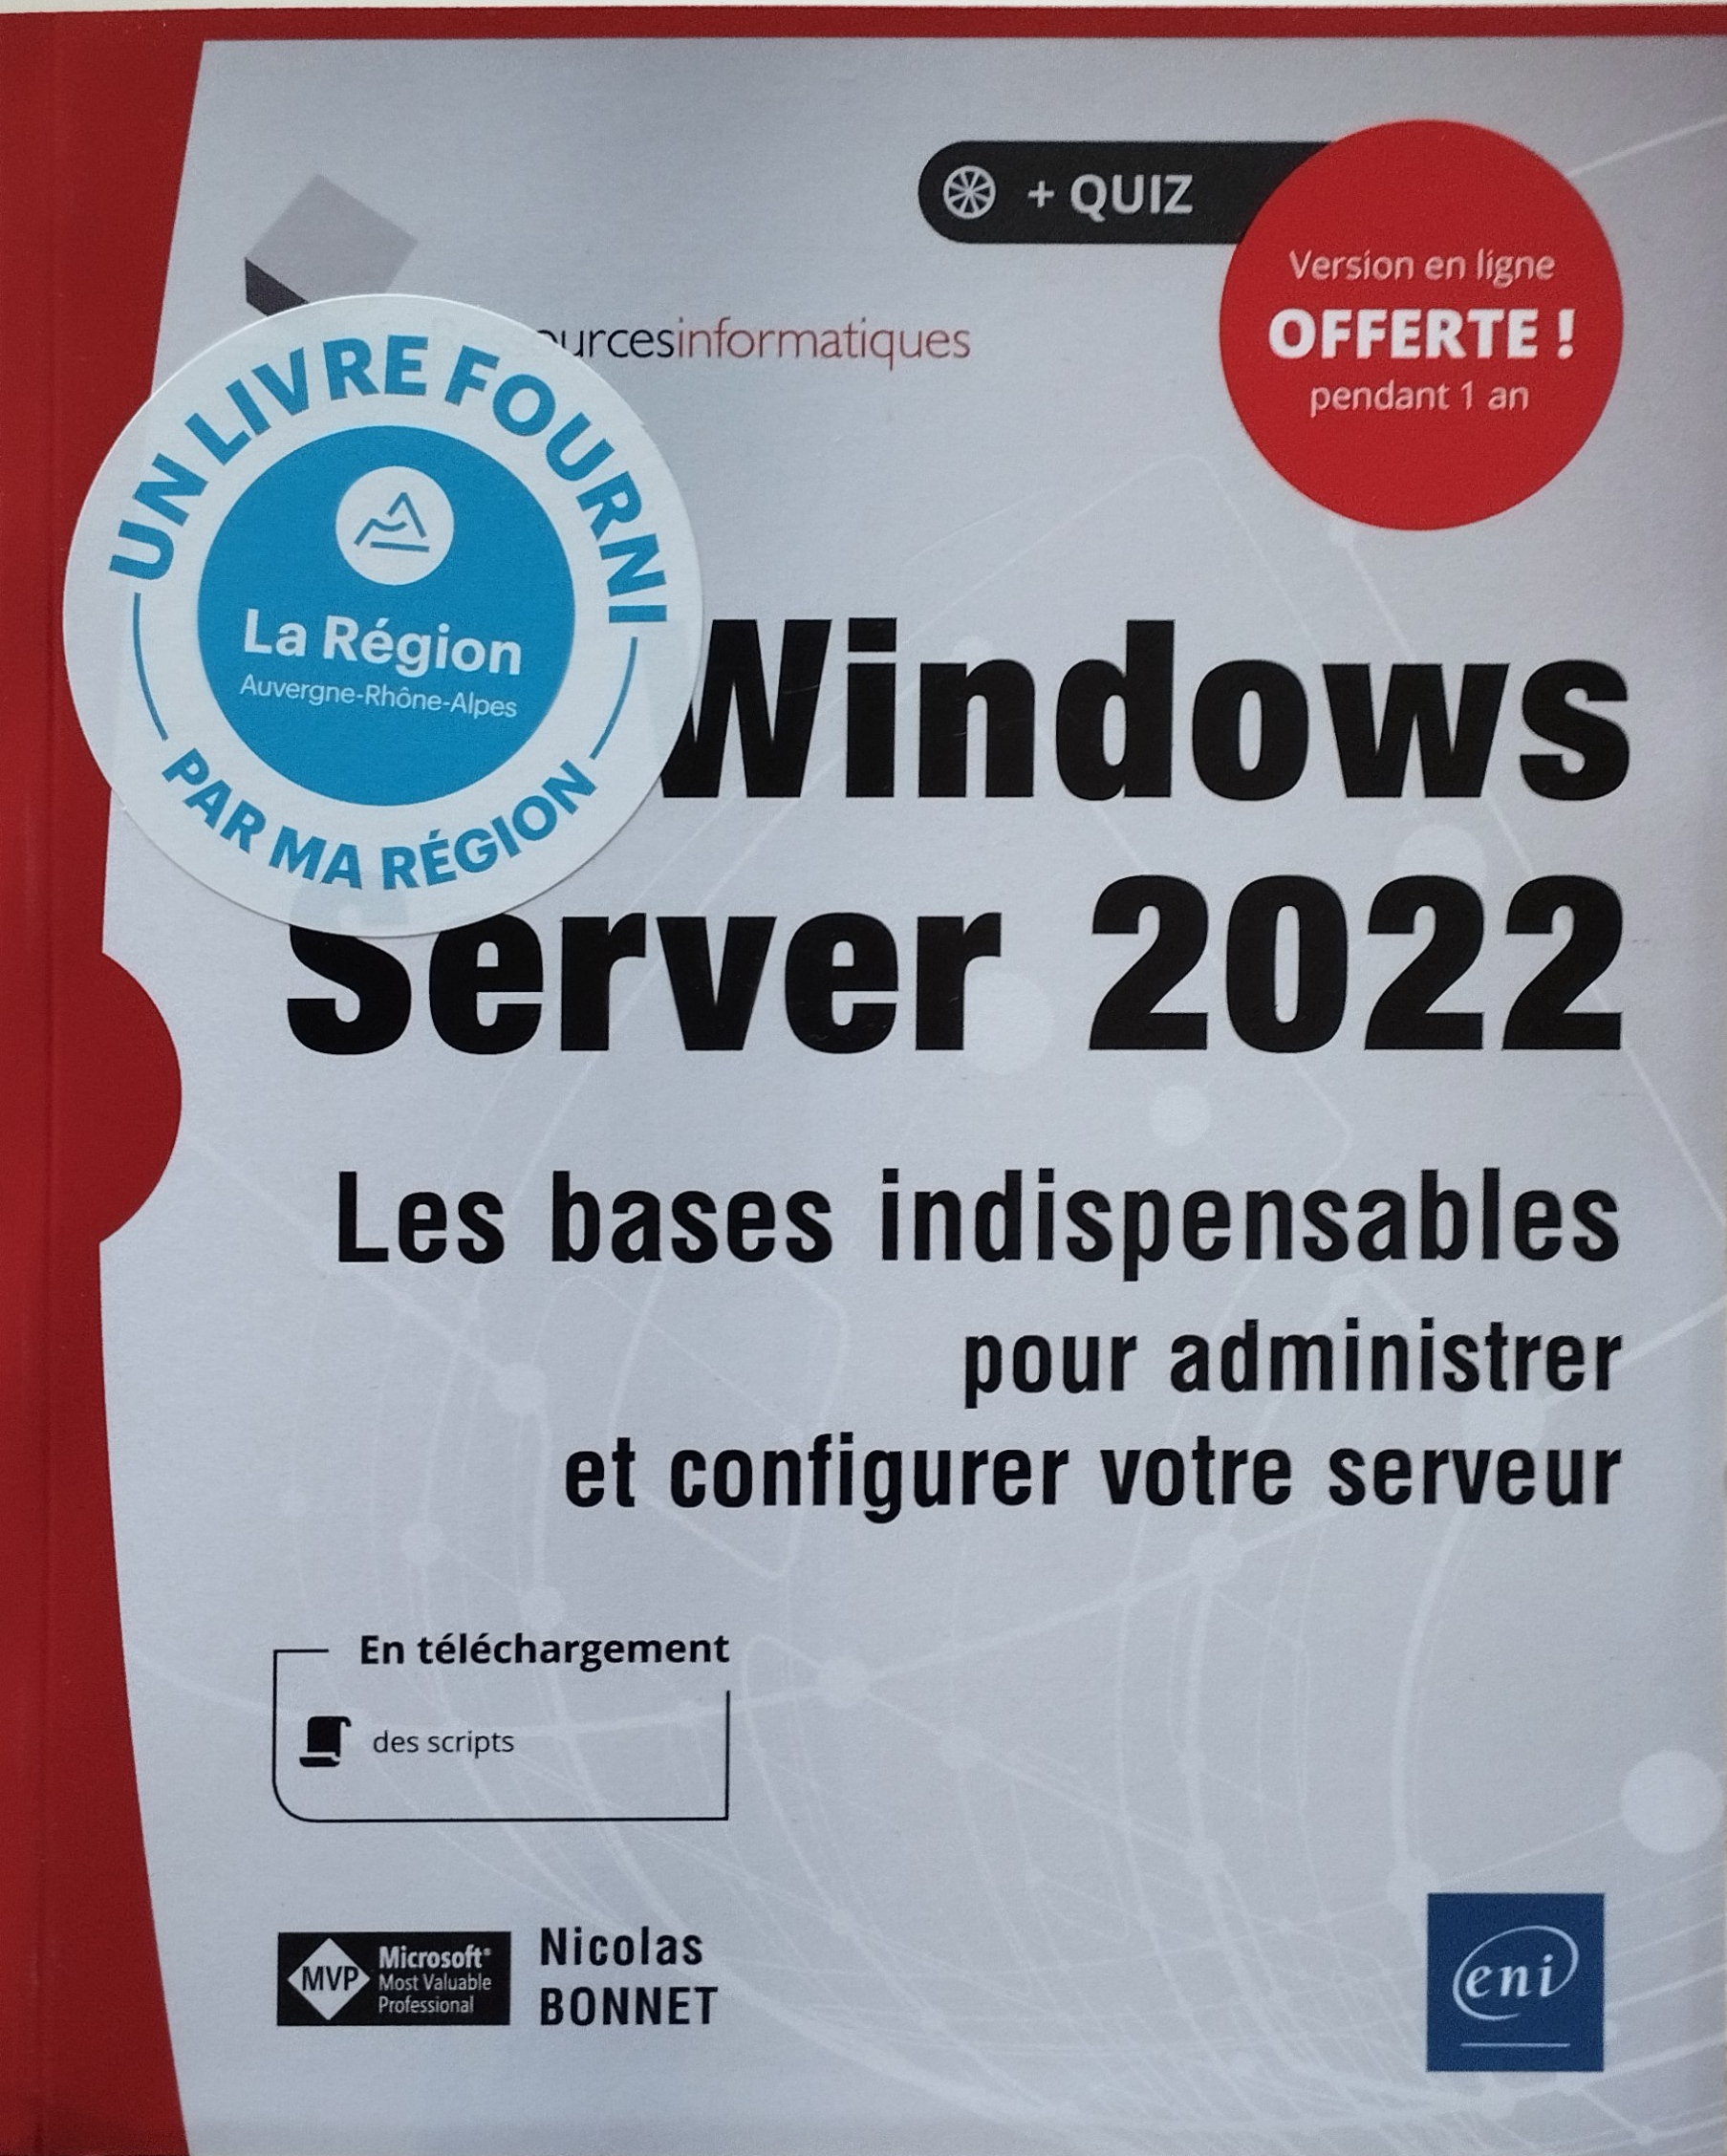 + QUIZ
Version en ligne
OFFERTE !
pendant 1 an
informatiques
UN LIVRE FOURNI
La Région
Auvergne-Rhône-Alpes
PAR MA RÉGION
Windows
Server 2022
Les bases indispensables
pour administrer
et configurer votre serveur
En téléchargement
des scripts
MVP
Microsoft®
Most Valuable
Professional
Nicolas
BONNET
eni